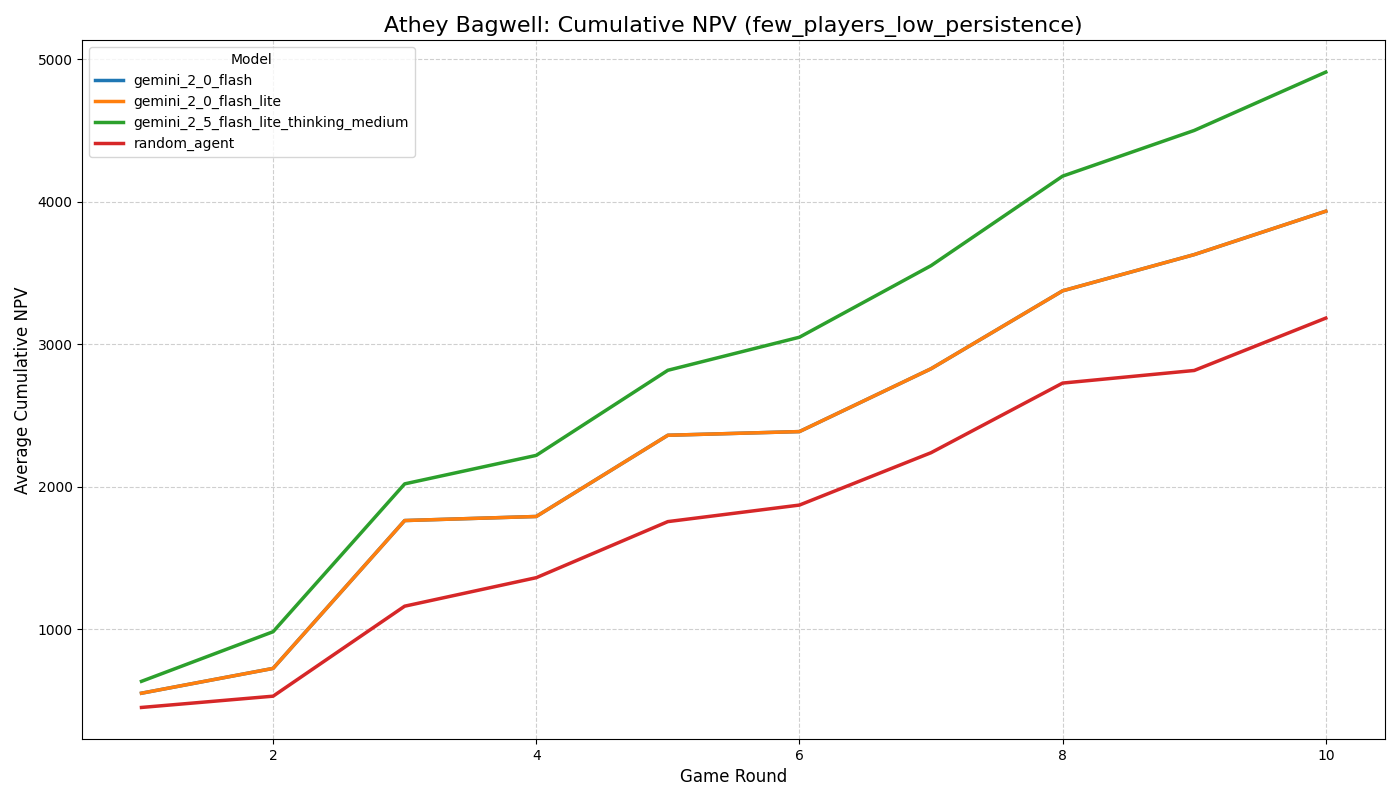 Athey Bagwell: Cumulative NPV (few_players_low_persistence)
Model
gemini_2_0_flash
gemini_2_0_flash_lite
gemini_2_5_flash_lite_thinking_medium
random_agent
Average Cumulative NPV
5000
4000
3000
2000
1000
2 4 6 8 10
Game Round